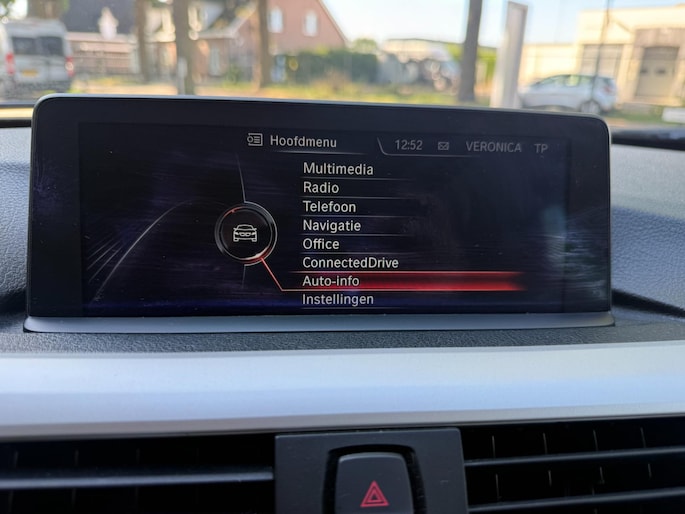 Hoofdmenu 12:52 VERONICA TP
Multimedia
Radio
Telefoon
Navigatie
Office
ConnectedDrive
Auto-info
Instellingen